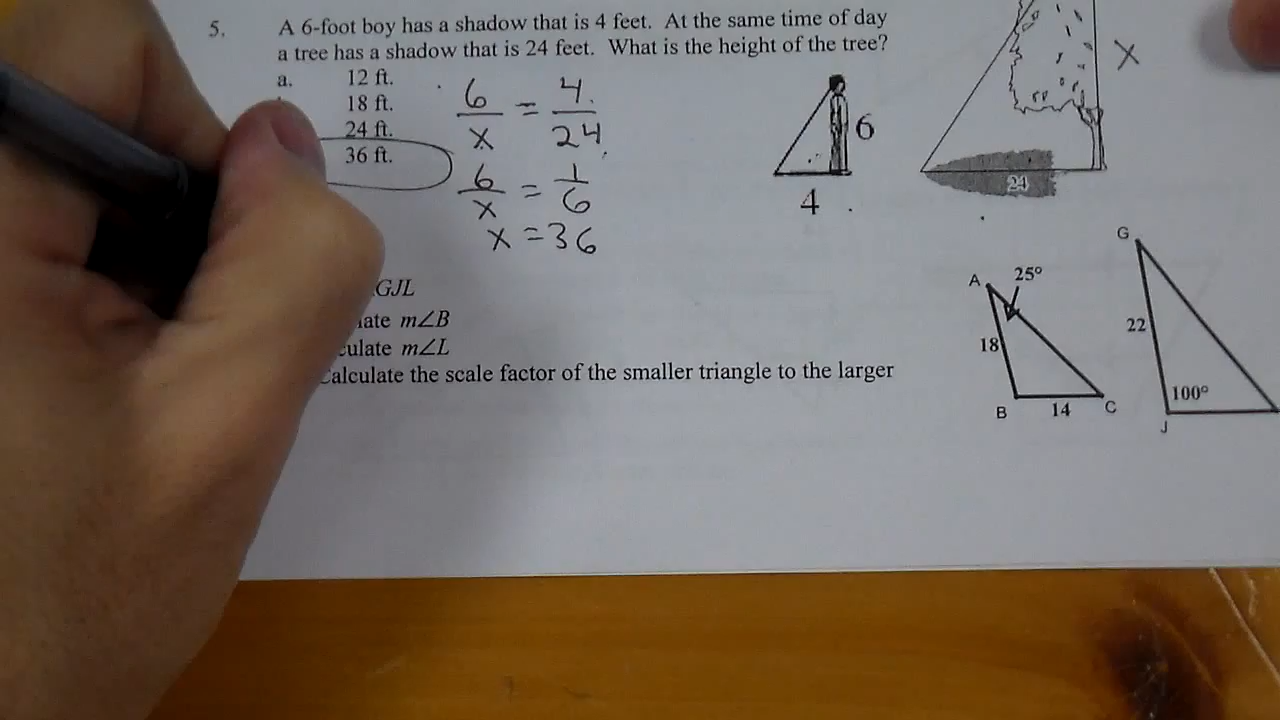 5. A 6-foot boy has a shadow that is 4 feet. At the same time of day
a tree has a shadow that is 24 feet. What is the height of the tree?
a. 12 ft.
18 ft.
24 ft.
36 ft.
6/x = 4/24
6/x = 1/6
x = 36
6
4
x
24
GJL
m∠B
m∠L
Calculate the scale factor of the smaller triangle to the larger
A 25°
18
B 14 C
G
22
100°
J